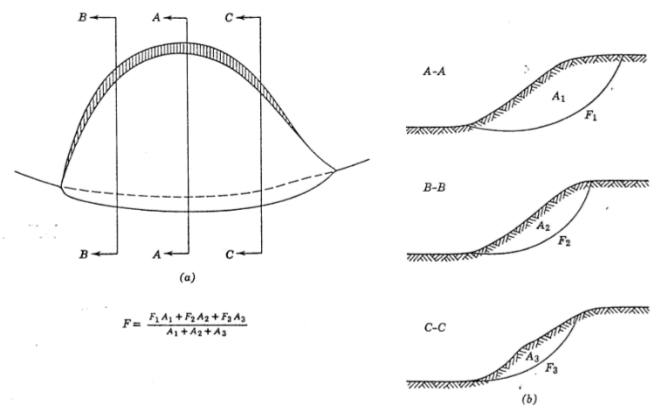 B A C
B A C
(a)
F = F₁A₁ + F₂A₂ + F₃A₃ / A₁ + A₂ + A₃
A-A
A₁
F₁
B-B
A₂
F₂
C-C
A₃
F₃
(b)